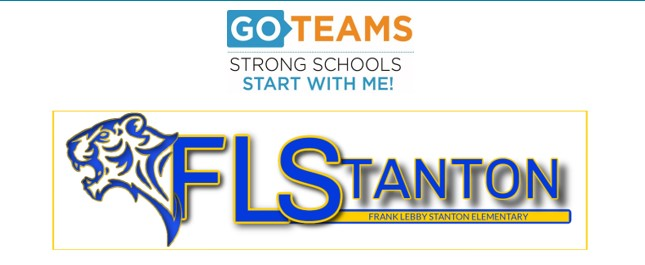 GO TEAMS
STRONG SCHOOLS
START WITH ME!
FLSTANTON
FRANK LEBBY STANTON ELEMENTARY